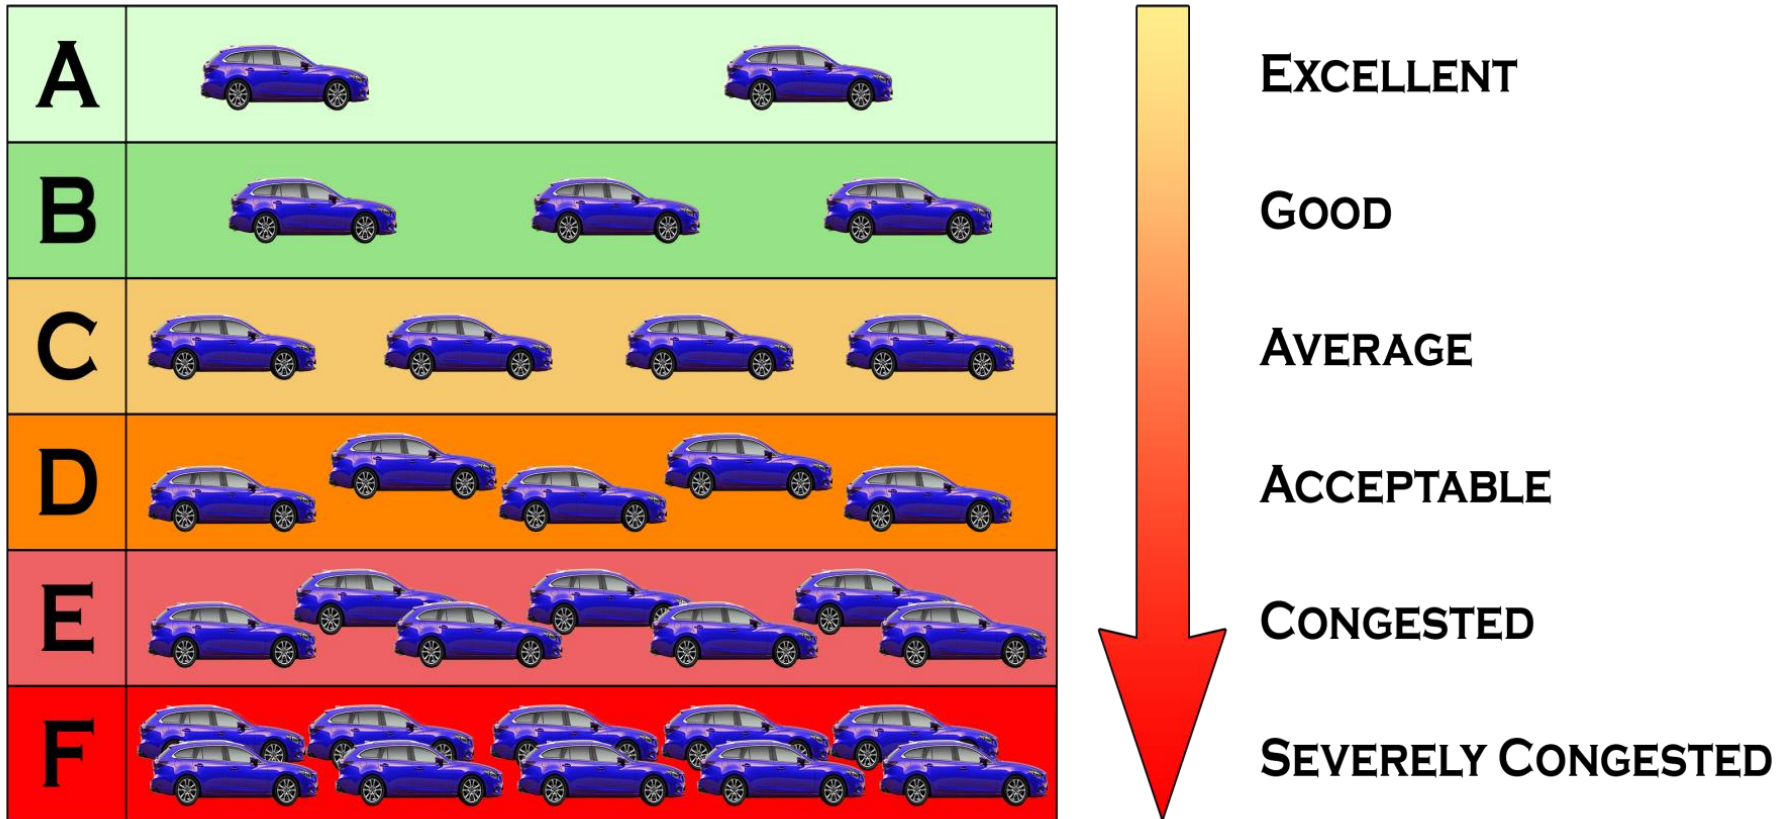 A
EXCELLENT
B
GOOD
C
AVERAGE
D
ACCEPTABLE
E
CONGESTED
F
SEVERELY CONGESTED